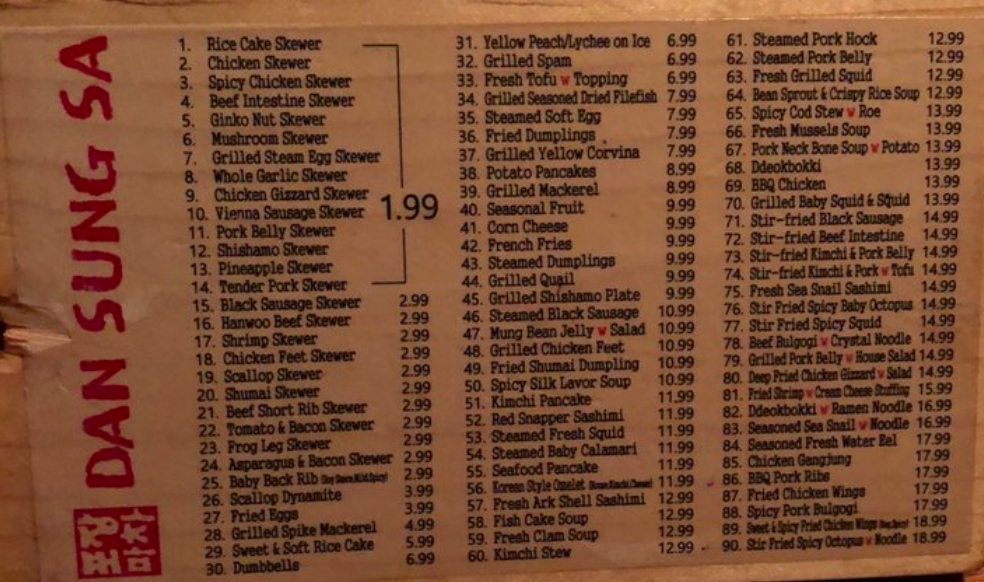 DAN SUNG SA
1. Rice Cake Skewer
2. Chicken Skewer
3. Spicy Chicken Skewer
4. Beef Intestine Skewer
5. Ginko Nut Skewer
6. Mushroom Skewer
7. Grilled Steam Egg Skewer
8. Whole Garlic Skewer
9. Chicken Gizzard Skewer
10. Vienna Sausage Skewer
11. Pork Belly Skewer
12. Shishamo Skewer
13. Pineapple Skewer
14. Tender Pork Skewer
1.99
15. Black Sausage Skewer 2.99
16. Hanwoo Beef Skewer 2.99
17. Shrimp Skewer 2.99
18. Chicken Feet Skewer 2.99
19. Scallop Skewer 2.99
20. Shumai Skewer 2.99
21. Beef Short Rib Skewer 2.99
22. Tomato & Bacon Skewer 2.99
23. Frog Leg Skewer 2.99
24. Asparagus & Bacon Skewer 2.99
25. Baby Back Rib 2.99
26. Scallop Dynamite 3.99
27. Fried Eggs 3.99
28. Grilled Spike Mackerel 4.99
29. Sweet & Soft Rice Cake 5.99
30. Dumbbells 6.99
31. Yellow Peach/Lychee on Ice 6.99
32. Grilled Spam 6.99
33. Fresh Tofu w Topping 6.99
34. Grilled Seasoned Dried Filefish 7.99
35. Steamed Soft Egg 7.99
36. Fried Dumplings 7.99
37. Grilled Yellow Corvina 7.99
38. Potato Pancakes 8.99
39. Grilled Mackerel 8.99
40. Seasonal Fruit 9.99
41. Corn Cheese 9.99
42. French Fries 9.99
43. Steamed Dumplings 9.99
44. Grilled Quail 9.99
45. Grilled Shishamo Plate 9.99
46. Steamed Black Sausage 10.99
47. Mung Bean Jelly w Salad 10.99
48. Grilled Chicken Feet 10.99
49. Fried Shumai Dumpling 10.99
50. Spicy Silk Lavor Soup 10.99
51. Kimchi Pancake 11.99
52. Red Snapper Sashimi 11.99
53. Steamed Fresh Squid 11.99
54. Steamed Baby Calamari 11.99
55. Seafood Pancake 11.99
56. Korean Style Omelet 11.99
57. Fresh Ark Shell Sashimi 12.99
58. Fish Cake Soup 12.99
59. Fresh Clam Soup 12.99
60. Kimchi Stew 12.99
61. Steamed Pork Hock 12.99
62. Steamed Pork Belly 12.99
63. Fresh Grilled Squid 12.99
64. Bean Sprout & Crispy Rice Soup 12.99
65. Spicy Cod Stew w Roe 13.99
66. Fresh Mussels Soup 13.99
67. Pork Neck Bone Soup w Potato 13.99
68. Ddeokbokki 13.99
69. BBQ Chicken 13.99
70. Grilled Baby Squid & Squid 13.99
71. Stir-fried Black Sausage 14.99
72. Stir-fried Beef Intestine 14.99
73. Stir-fried Kimchi & Pork Belly 14.99
74. Stir-fried Kimchi & Pork w Tofu 14.99
75. Fresh Sea Snail Sashimi 14.99
76. Stir Fried Spicy Baby Octopus 14.99
77. Stir Fried Spicy Squid 14.99
78. Beef Bulgogi w Crystal Noodle 14.99
79. Grilled Pork Belly w House Salad 14.99
80. Deep Fried Chicken Gizzard w Salad 14.99
81. Fried Shrimp w Cream Cheese Stuffing 15.99
82. Ddeokbokki w Ramen Noodle 16.99
83. Seasoned Sea Snail w Noodle 16.99
84. Seasoned Fresh Water Eel 17.99
85. Chicken Gangjung 17.99
86. BBQ Pork Ribs 17.99
87. Fried Chicken Wings 17.99
88. Spicy Pork Bulgogi 17.99
89. Sweet & Spicy Fried Chicken Wings 18.99
90. Stir Fried Spicy Octopus w Noodle 18.99